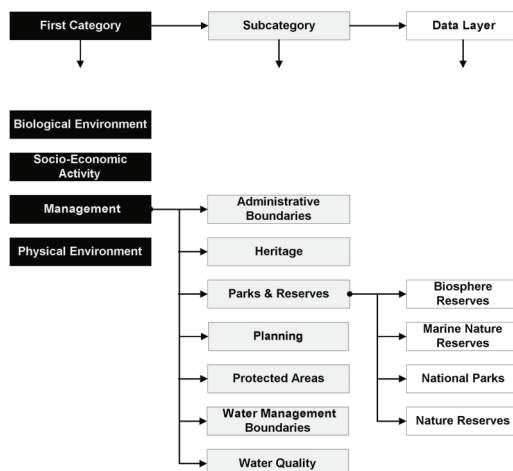 First Category
Subcategory
Data Layer
Biological Environment
Socio-Economic
Activity
Management
Physical Environment
Administrative
Boundaries
Heritage
Parks & Reserves
Planning
Protected Areas
Water Management
Boundaries
Water Quality
Biosphere
Reserves
Marine Nature
Reserves
National Parks
Nature Reserves